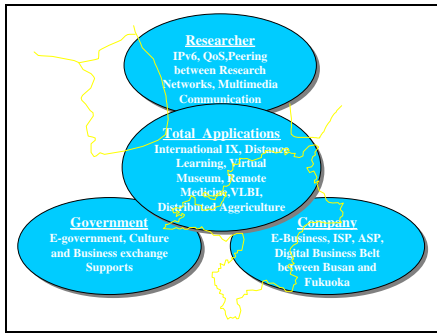 Researcher
IPv6, QoS,Peering
between Research
Networks, Multimedia
Communication
Total Applications
International IX, Distance
Learning, Virtual
Museum, Remote
Medicine,VLBI,
Distributed Aggriculture
Government
E-government, Culture
and Business exchange
Supports
Company
E-Business, ISP, ASP,
Digital Business Belt
between Busan and
Fukuoka